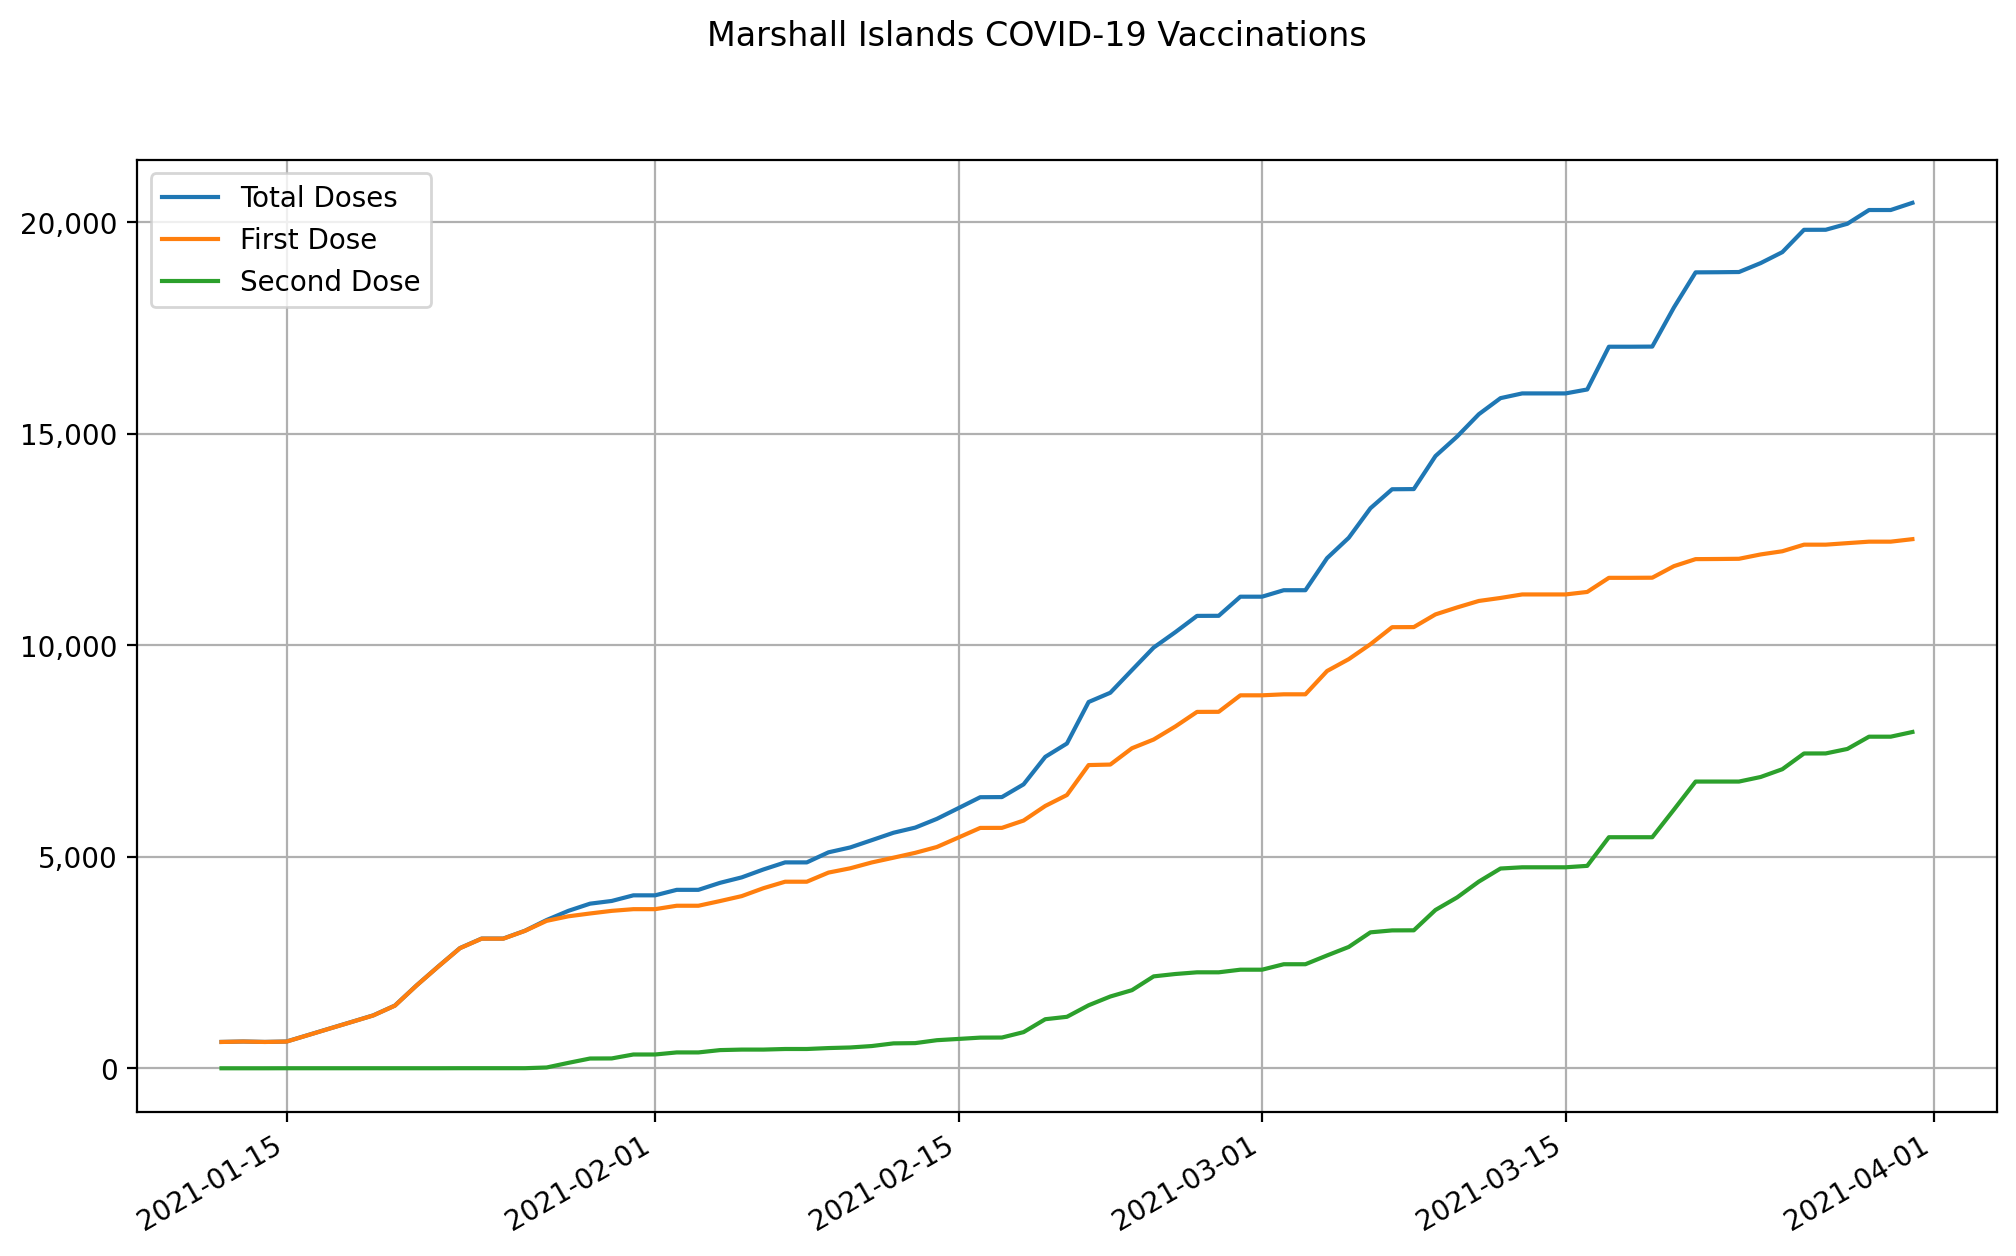 Marshall Islands COVID-19 Vaccinations
Total Doses
First Dose
Second Dose
20,000
15,000
10,000
5,000
0
2021-01-15
2021-02-01
2021-02-15
2021-03-01
2021-03-15
2021-04-01